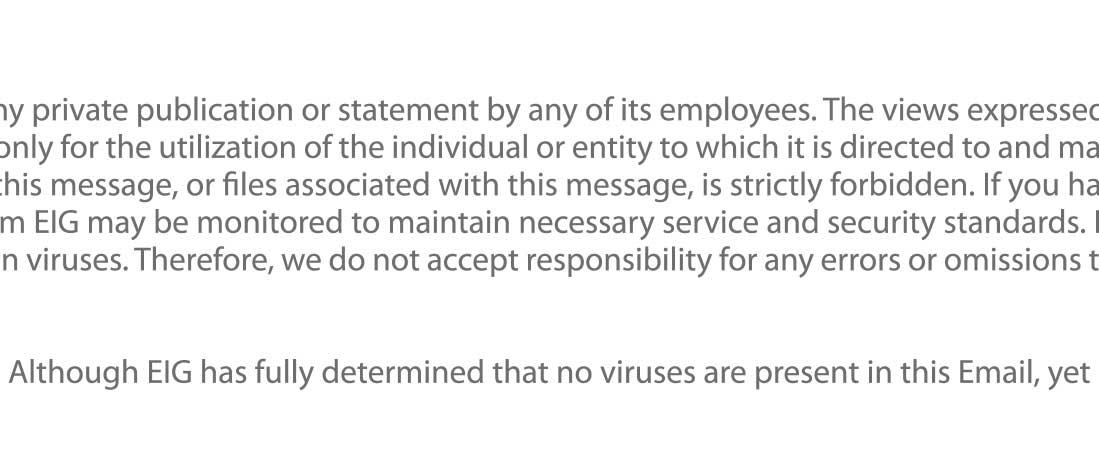 ny private publication or statement by any of its employees. The views expressed
only for the utilization of the individual or entity to which it is directed to and ma
this message, or files associated with this message, is strictly forbidden. If you ha
m EIG may be monitored to maintain necessary service and security standards.
n viruses. Therefore, we do not accept responsibility for any errors or omissions t
Although EIG has fully determined that no viruses are present in this Email, yet